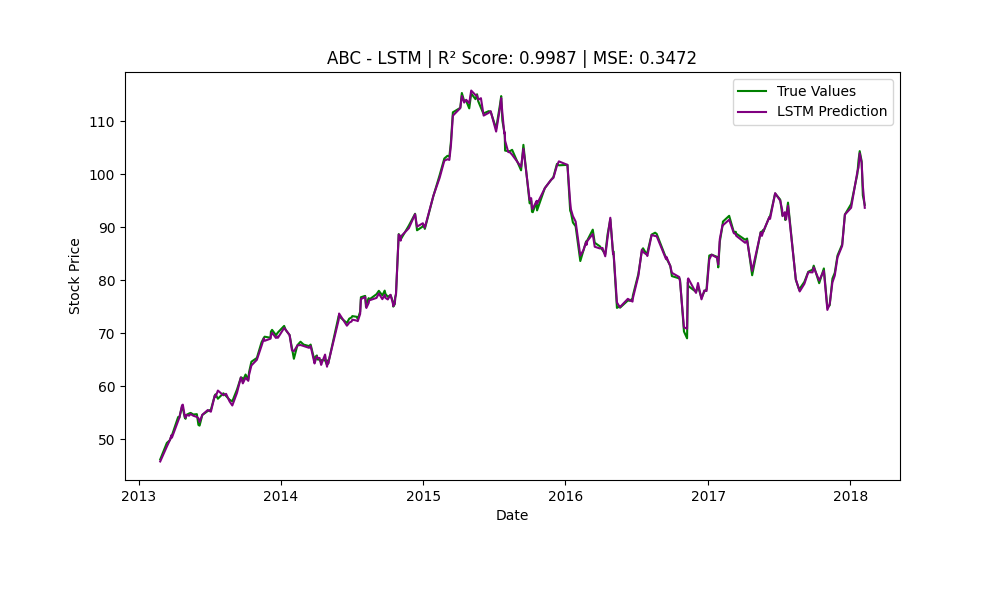 ABC - LSTM | R² Score: 0.9987 | MSE: 0.3472
True Values
LSTM Prediction
Stock Price
110
100
90
80
70
60
50
2013 2014 2015 2016 2017 2018
Date